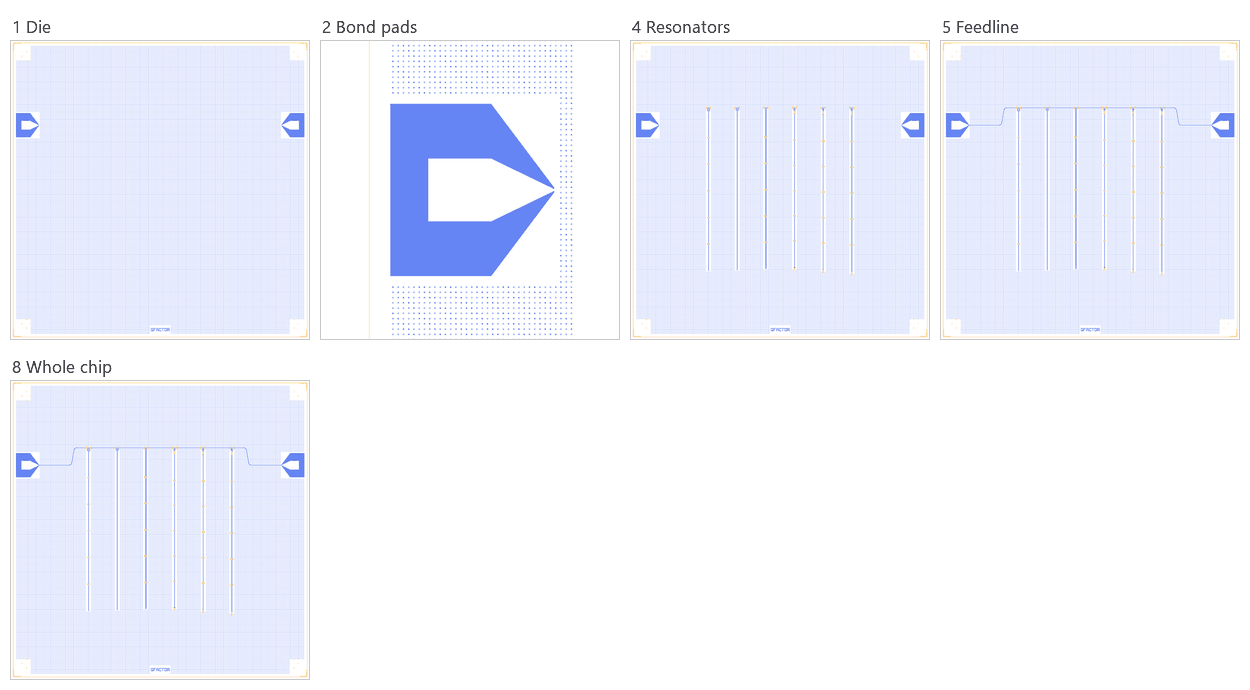 1 Die
2 Bond pads
4 Resonators
5 Feedline
QFACTOR
QFACTOR
QFACTOR
8 Whole chip
QFACTOR